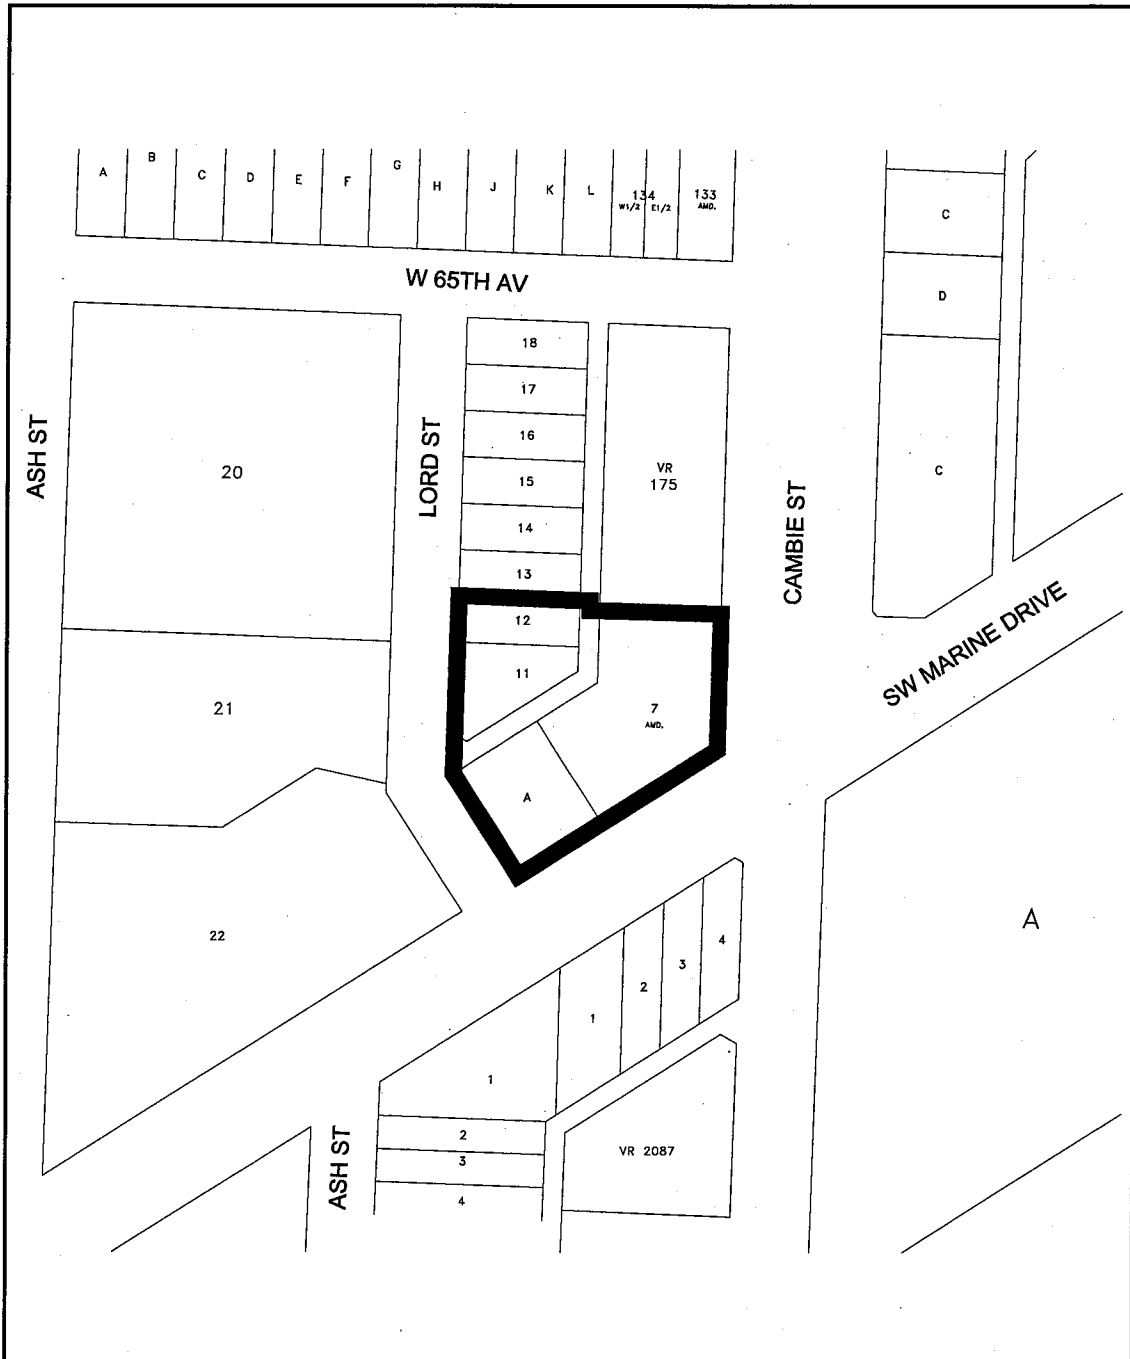 A
B
C
D
E
F
G
H
J
K
L
134
W1/2 E1/2
133
AMD.
C
D
C
W 65TH AV
ASH ST
20
LORD ST
18
17
16
15
14
13
12
11
VR
175
CAMBIE ST
SW MARINE DRIVE
21
7
AMD.
A
22
A
1
1
2
3
4
2
3
4
ASH ST
VR 2087